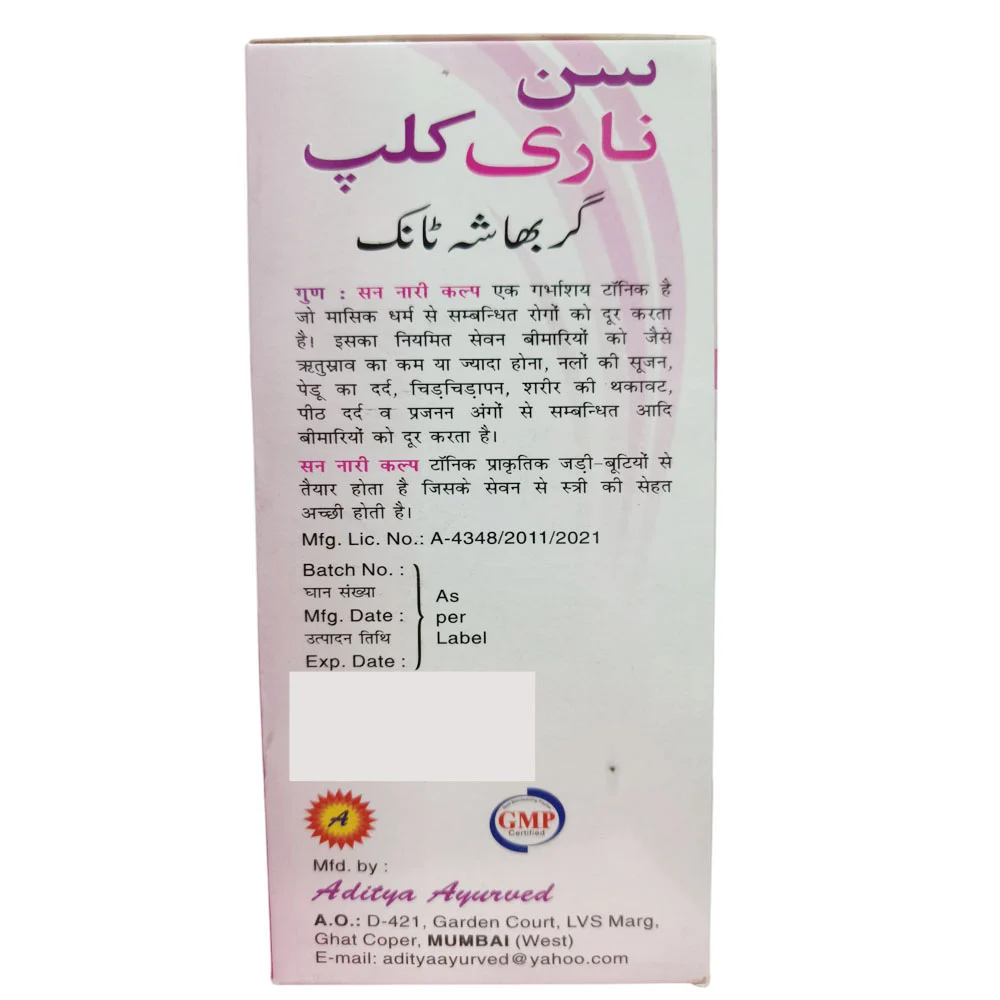 سن
ناری کلپ
گربھاشہ ٹانک
गुण : सन नारी कल्प एक गर्भाशय टॉनिक है
जो मासिक धर्म से सम्बन्धित रोगों को दूर करता
है। इसका नियमित सेवन बीमारियों को जैसे
ऋतुस्राव का कम या ज्यादा होना, नलों की सूजन,
पेडू का दर्द, चिड़चिड़ापन, शरीर की थकावट,
पीठ दर्द व प्रजनन अंगों से सम्बन्धित आदि
बीमारियों को दूर करता है।
सन नारी कल्प टॉनिक प्राकृतिक जड़ी-बूटियों से
तैयार होता है जिसके सेवन से स्त्री की सेहत
अच्छी होती है।
Mfg. Lic. No.: A-4348/2011/2021
Batch No. :
घान संख्या
Mfg. Date :
उत्पादन तिथि
Exp. Date :
As
per
Label
A
GMP
Certified
Mfd. by :
Aditya Ayurved
A.O.: D-421, Garden Court, LVS Marg,
Ghat Coper, MUMBAI (West)
E-mail: adityaayurved@yahoo.com